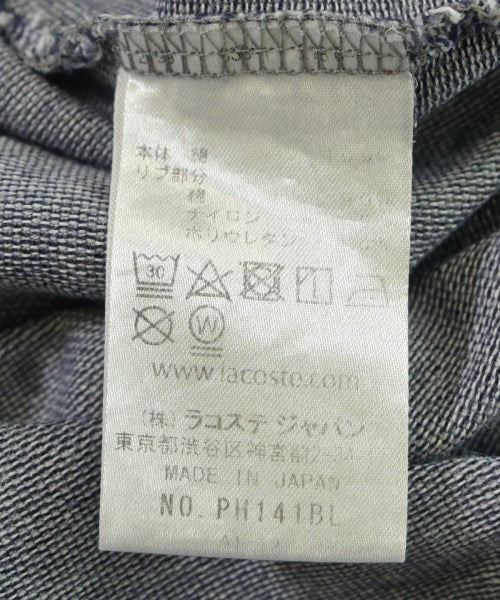 本体 綿
リブ部分
綿
ナイロン
ポリウレタン
30
W
www.lacoste.com
(株) ラコステ ジャパン
東京都渋谷区神宮前2-34-17
MADE IN JAPAN
NO. PH141BL